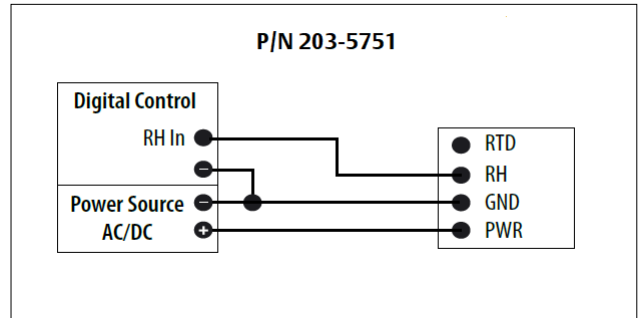 P/N 203-5751
Digital Control
RH In
−
Power Source −
AC/DC +
RTD
RH
GND
PWR